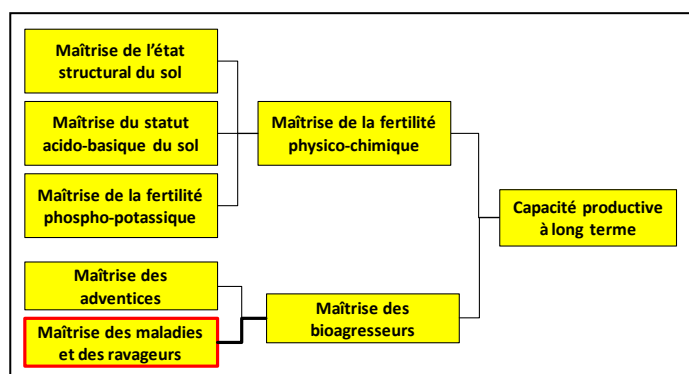 Maîtrise de l'état
structural du sol
Maîtrise du statut
acido-basique du sol
Maîtrise de la fertilité
phospho-potassique
Maîtrise de la fertilité
physico-chimique
Capacité productive
à long terme
Maîtrise des
adventices
Maîtrise des maladies
et des ravageurs
Maîtrise des
bioagresseurs